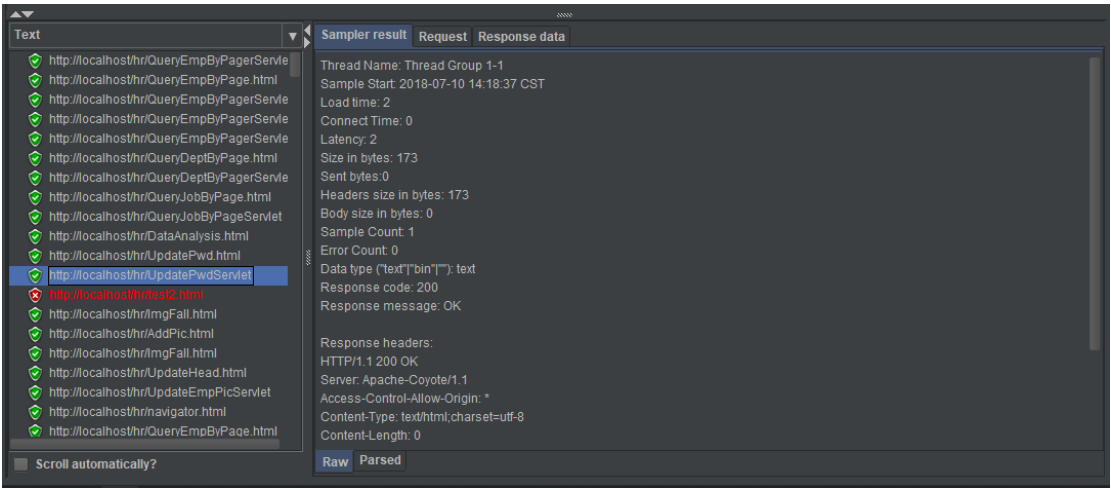 Text
http://localhost/hr/QueryEmpByPagerServle
http://localhost/hr/QueryEmpByPage.html
http://localhost/hr/QueryEmpByPagerServle
http://localhost/hr/QueryEmpByPagerServle
http://localhost/hr/QueryEmpByPagerServle
http://localhost/hr/QueryDeptByPage.html
http://localhost/hr/QueryDeptByPagerServle
http://localhost/hr/QueryJobByPage.html
http://localhost/hr/QueryJobByPageServlet
http://localhost/hr/DataAnalysis.html
http://localhost/hr/UpdatePwd.html
http://localhost/hr/UpdatePwdServlet
http://localhost/hr/test2.html
http://localhost/hr/ImgFall.html
http://localhost/hr/AddPic.html
http://localhost/hr/ImgFall.html
http://localhost/hr/UpdateHead.html
http://localhost/hr/UpdateEmpPicServlet
http://localhost/hr/navigator.html
http://localhost/hr/QueryEmpByPage.html
Scroll automatically?
Sampler result Request Response data
Thread Name: Thread Group 1-1
Sample Start: 2018-07-10 14:18:37 CST
Load time: 2
Connect Time: 0
Latency: 2
Size in bytes: 173
Sent bytes:0
Headers size in bytes: 173
Body size in bytes: 0
Sample Count: 1
Error Count: 0
Data type ("text"|"bin"|""): text
Response code: 200
Response message: OK
Response headers:
HTTP/1.1 200 OK
Server: Apache-Coyote/1.1
Access-Control-Allow-Origin: *
Content-Type: text/html;charset=utf-8
Content-Length: 0
Raw Parsed